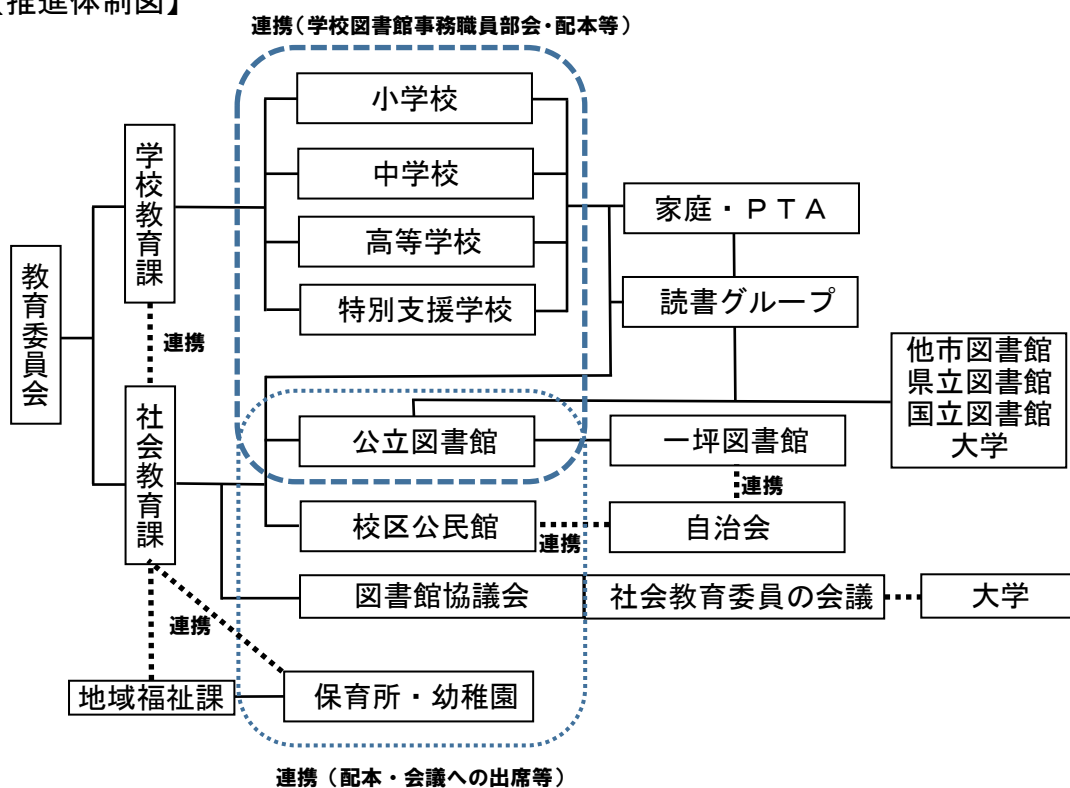 【推進体制図】
連携（学校図書館事務職員部会・配本等）
小学校
中学校
高等学校
特別支援学校
学校教育課
教育委員会
連携
社会教育課
家庭・ＰＴＡ
読書グループ
他市図書館
県立図書館
国立図書館
大学
公立図書館
一坪図書館
連携
校区公民館
連携
自治会
図書館協議会
社会教育委員の会議
大学
連携
地域福祉課
保育所・幼稚園
連携（配本・会議への出席等）